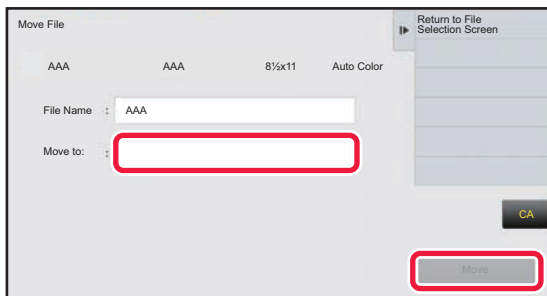 Move File
Return to File
Selection Screen
AAA AAA 8½x11 Auto Color
File Name : AAA
Move to: :
CA
Move